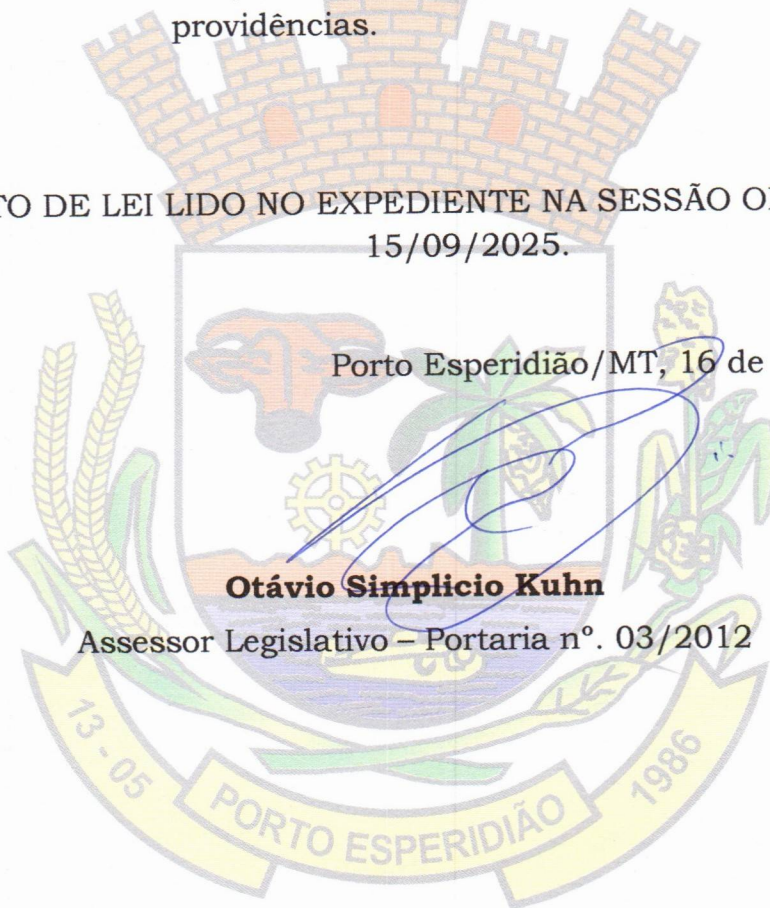 providências.
TO DE LEI LIDO NO EXPEDIENTE NA SESSÃO
15/09/2025.
Porto Esperidião/MT, 16 de
Otávio Simplicio Kuhn
Assessor Legislativo – Portaria nº. 03/2012
13 - 05
PORTO ESPERIDIÃO
1986